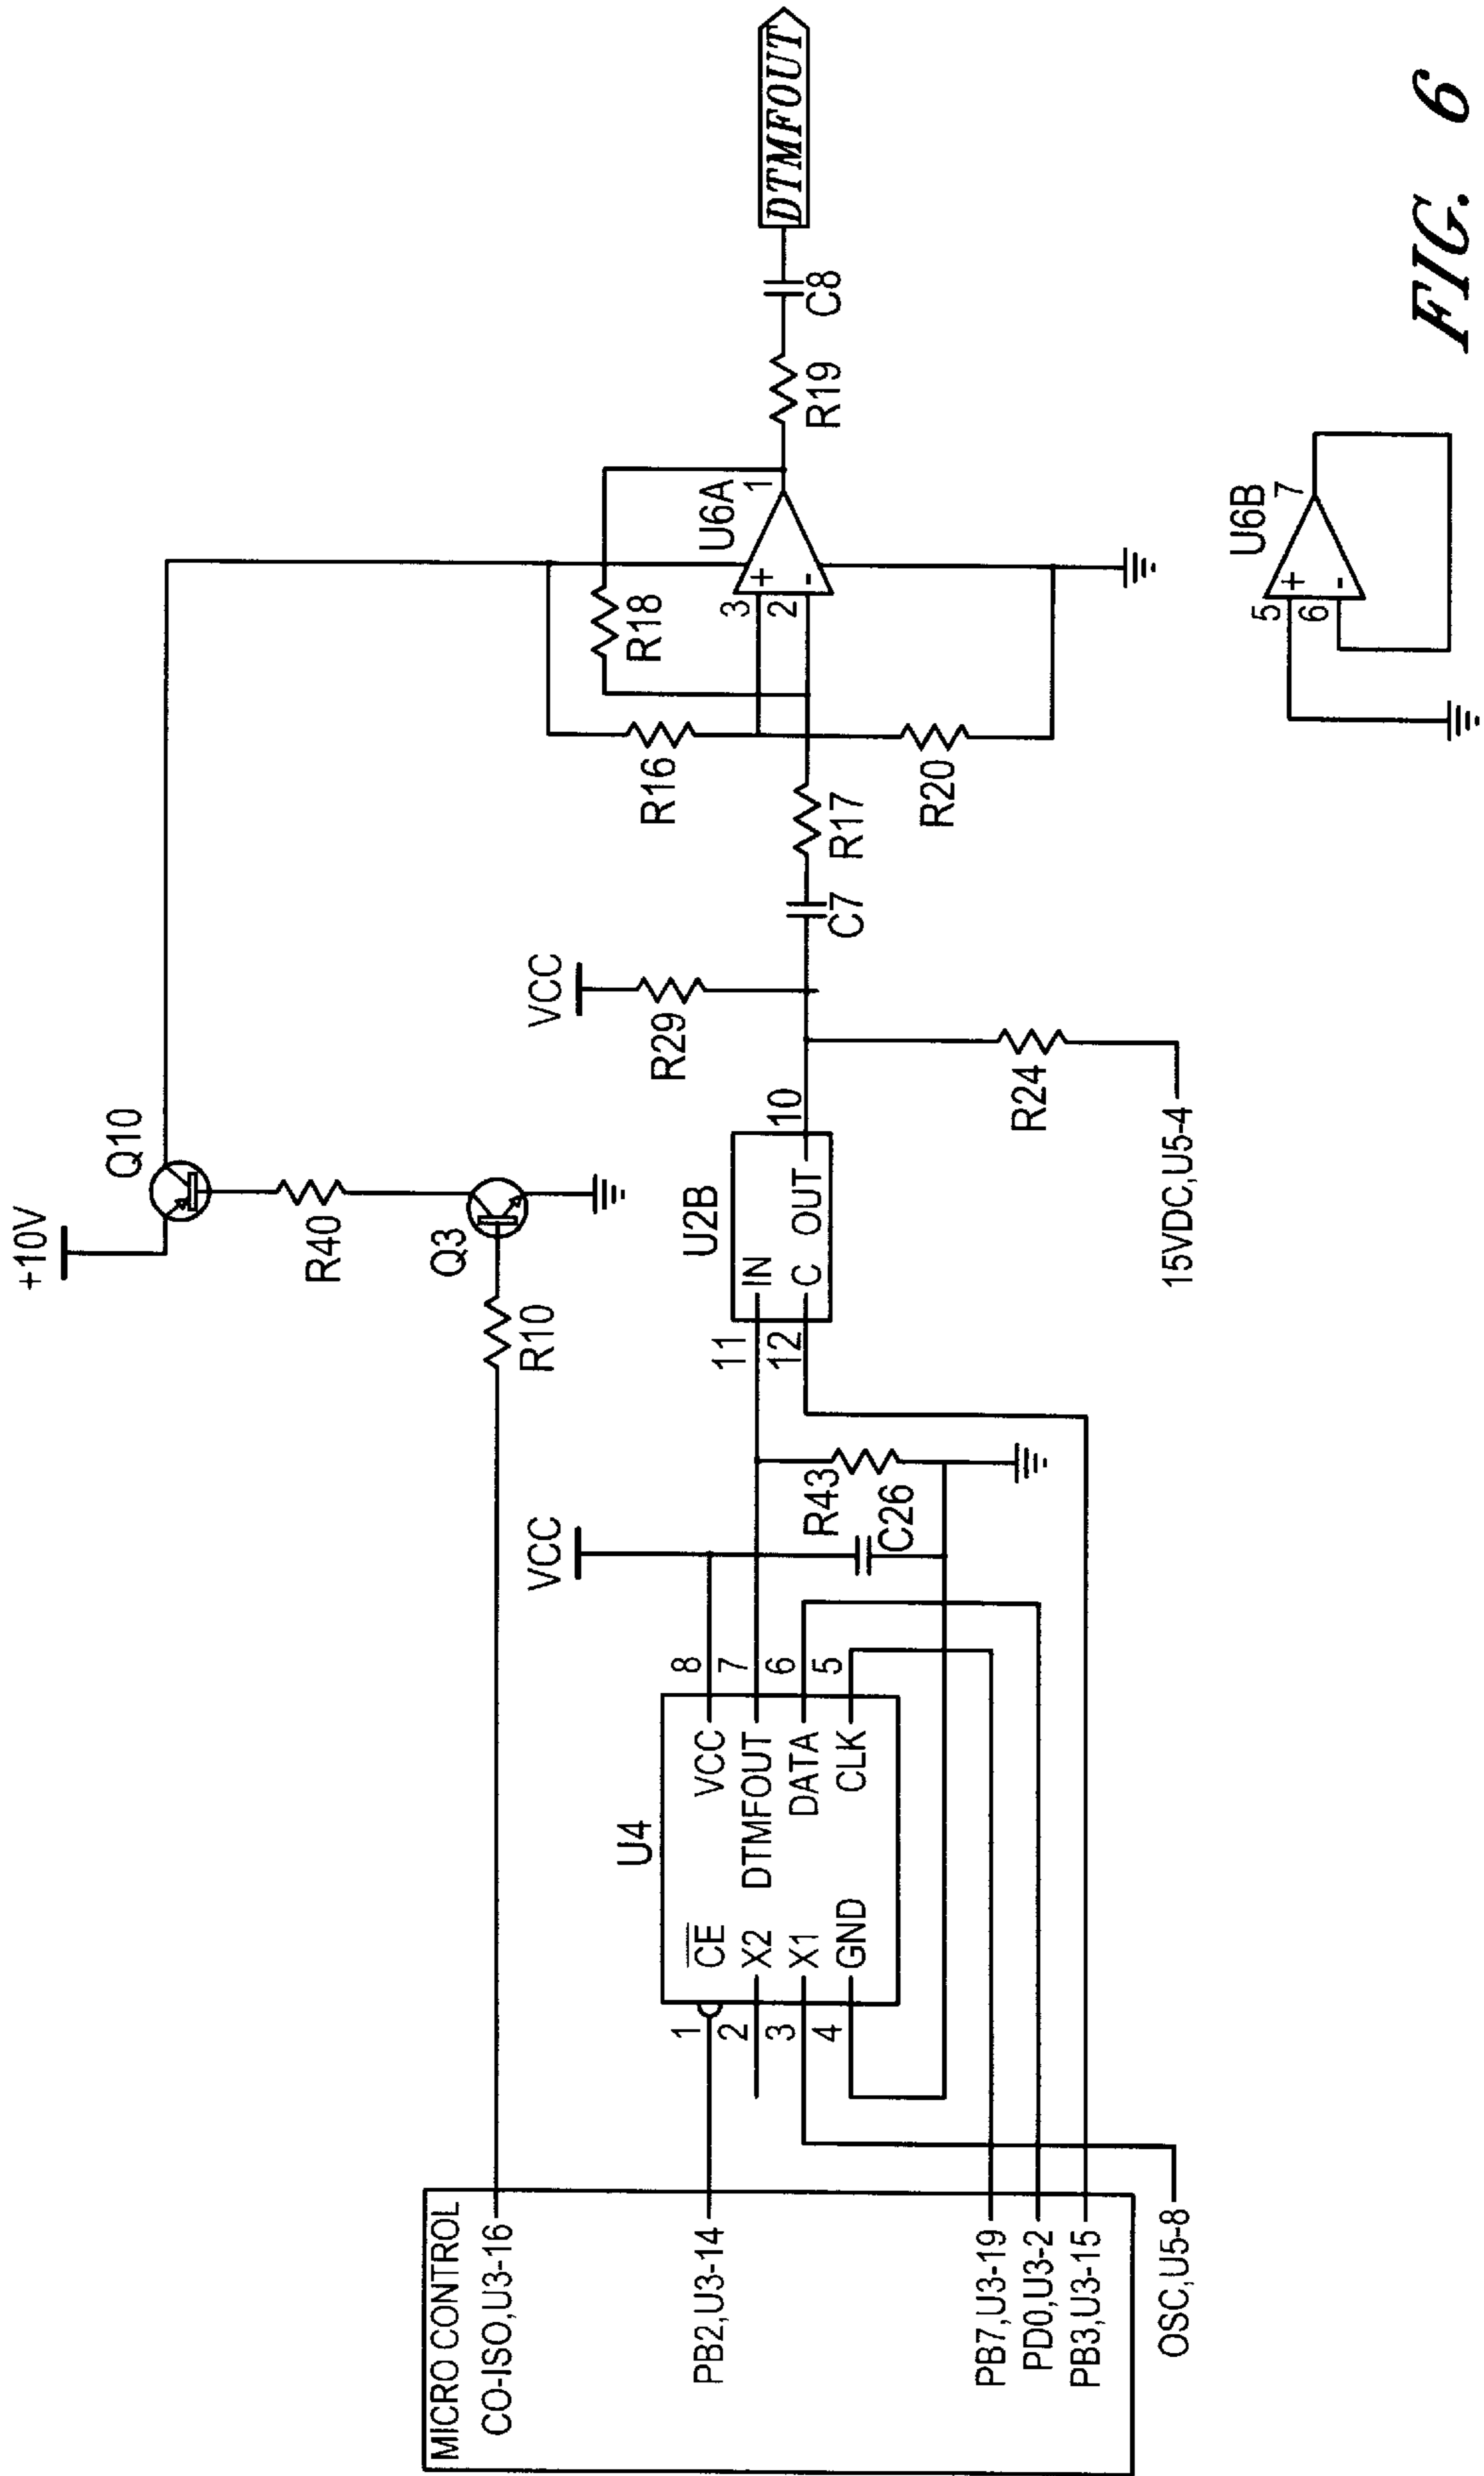 MICRO CONTROL
CO-ISO,U3-16
PB2,U3-14
PB7,U3-19
PD0,U3-2
PB3,U3-15
OSC,U5-8
+10V
Q10
R40
Q3
R10
U4
1
2
3
4
CE
X2
X1
GND
VCC
DTMFOUT
DATA
CLK
8
7
6
5
VCC
R43
C26
11
12
U2B
IN
C
OUT
10
VCC
R29
R24
15VDC,U5-4
C7
R17
R16
R20
R18
3
2
+
-
U6A
1
R19
C8
DTMFOUT
5
6
+
-
U6B
7
FIG. 6